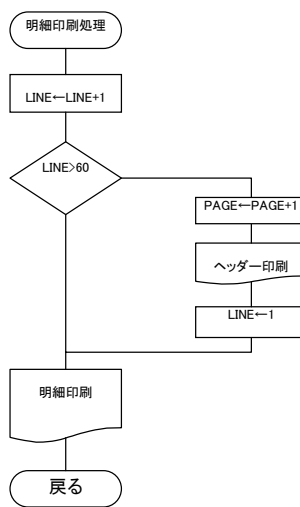 明細印刷処理
LINE←LINE+1
LINE>60
PAGE←PAGE+1
ヘッダー印刷
LINE←1
明細印刷
戻る